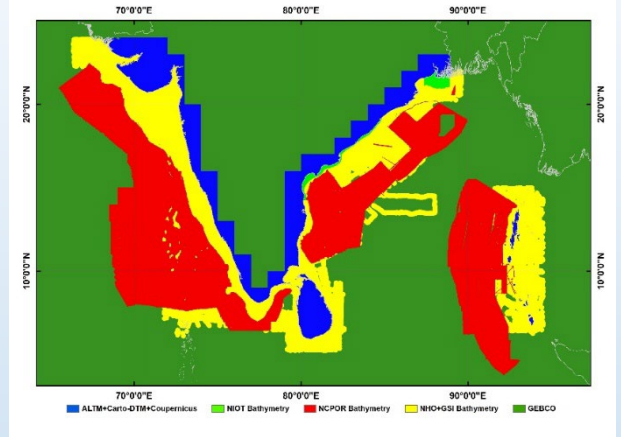 70°0'0"E 80°0'0"E 90°0'0"E
20°0'0"N 20°0'0"N
10°0'0"N 10°0'0"N
70°0'0"E 80°0'0"E 90°0'0"E
ALTM+Carto-DTM+Coupernicus NIOT Bathymetry NCPOR Bathymetry NHO+GSI Bathymetry GEBCO